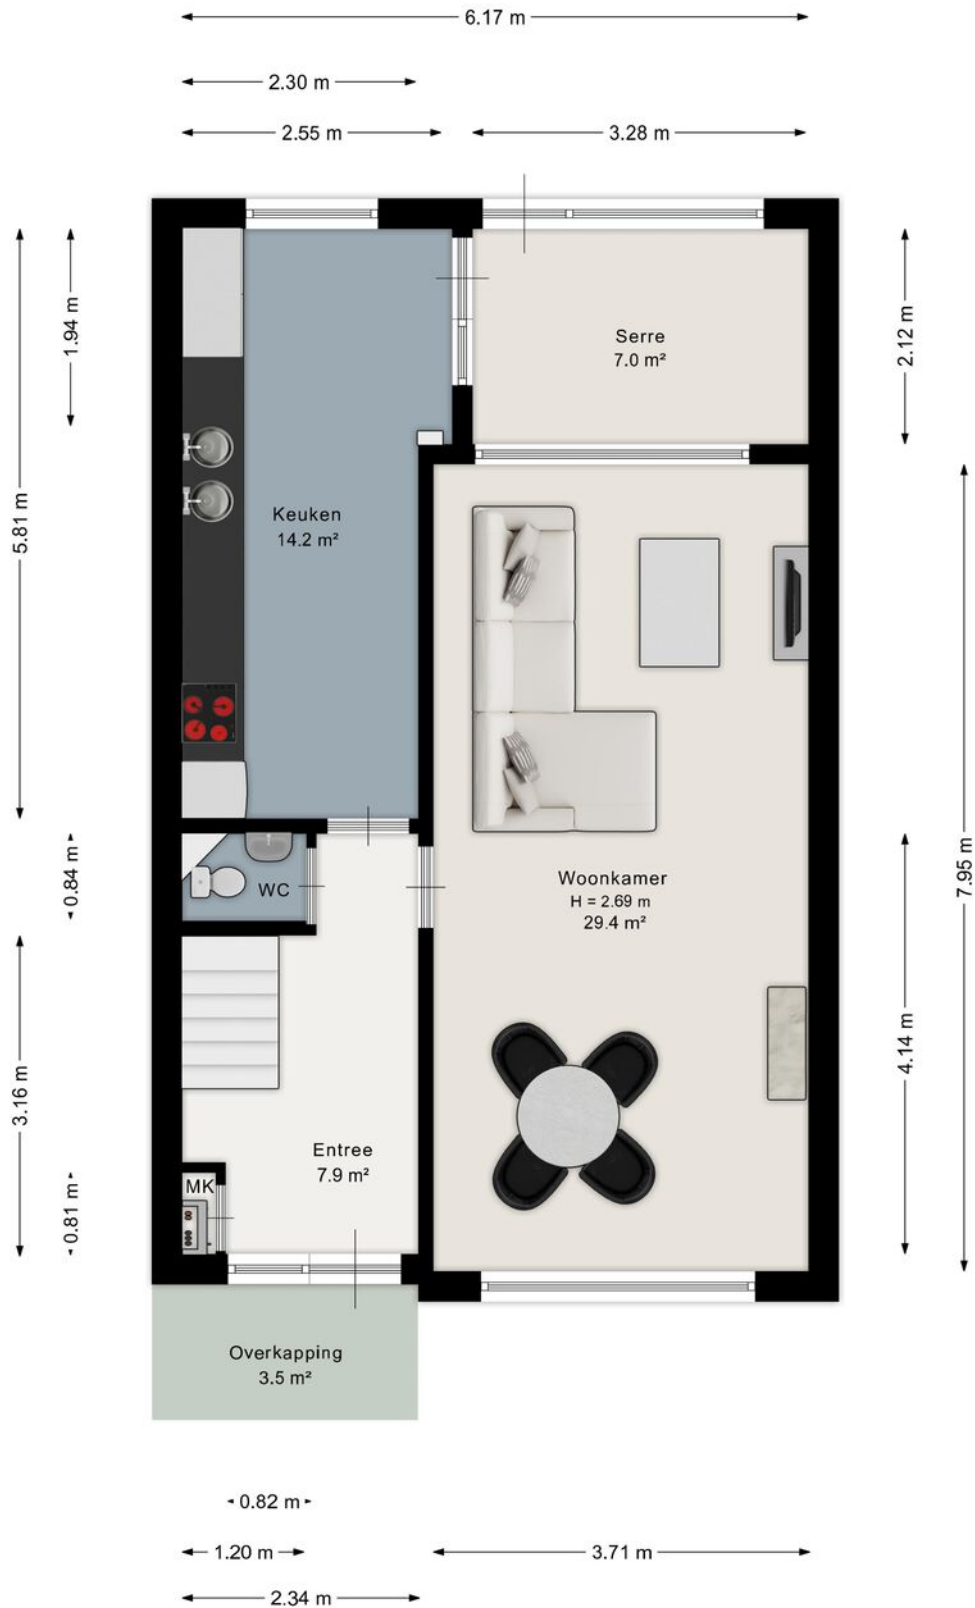 6.17 m
2.30 m
2.55 m
3.28 m
1.94 m
2.12 m
Serre
7.0 m²
5.81 m
Keuken
14.2 m²
0.84 m
WC
Woonkamer
H = 2.69 m
29.4 m²
7.95 m
4.14 m
3.16 m
Entree
7.9 m²
MK
0.81 m
Overkapping
3.5 m²
0.82 m
1.20 m
3.71 m
2.34 m